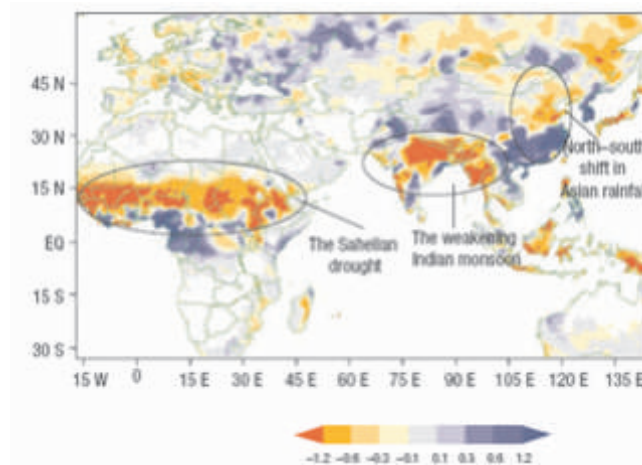 45 N
30 N
15 N
EQ
15 S
30 S
North–south
shift in
Asian rainfall
The Sahelian
drought
The weakening
Indian monsoon
15 W 0 15 E 30 E 45 E 60 E 75 E 90 E 105 E 120 E 135 E
−1.2 −0.6 −0.3 −0.1 0.1 0.3 0.6 1.2